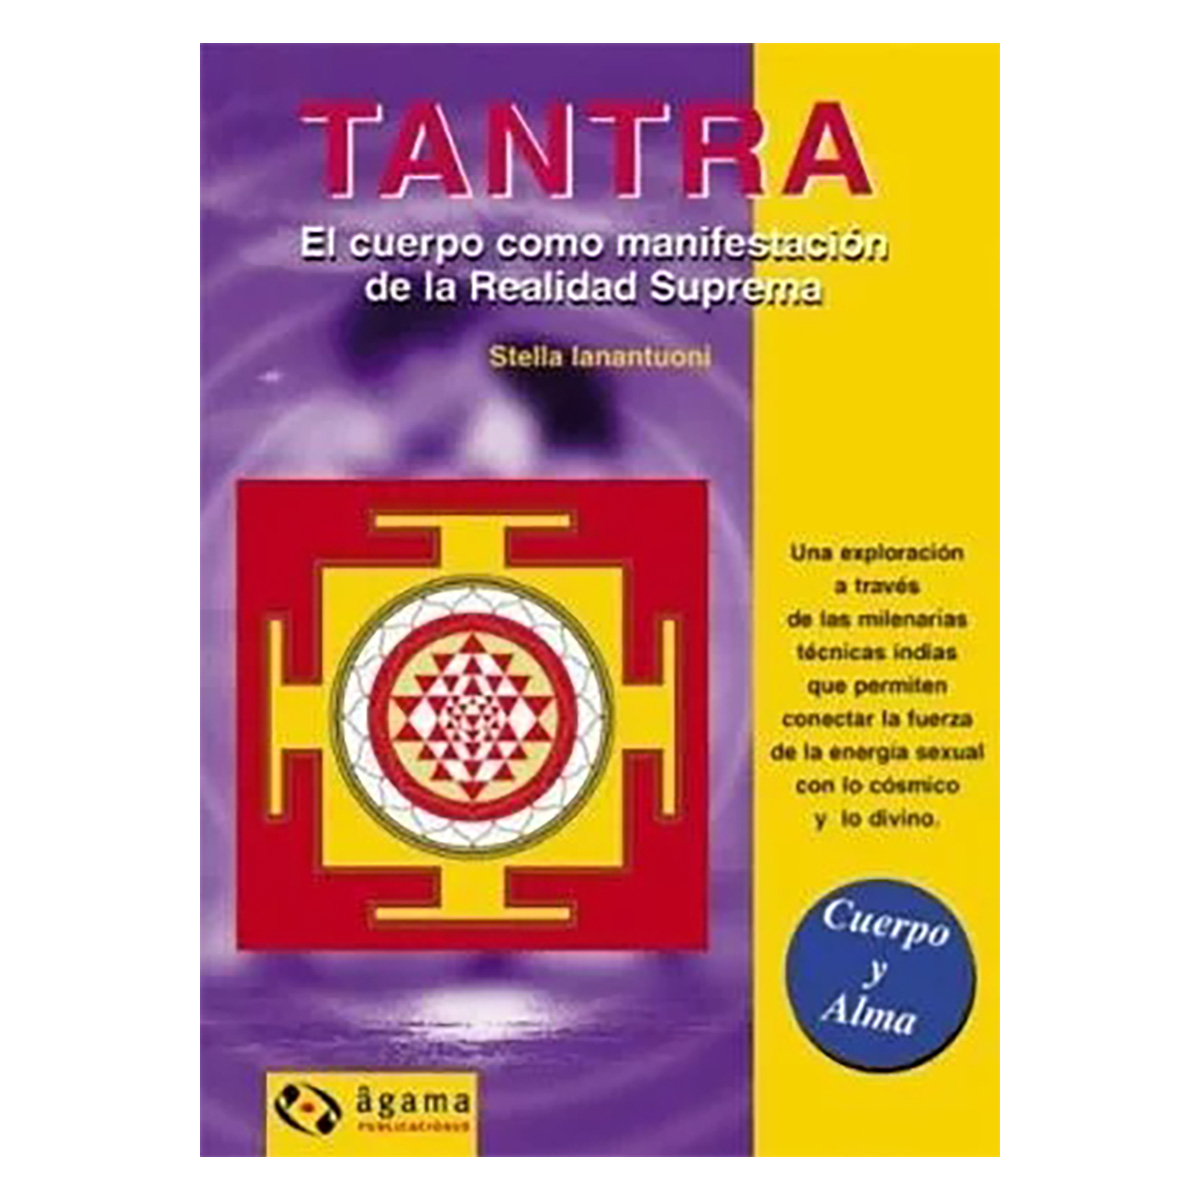 TANTRA
El cuerpo como manifestación
de la Realidad Suprema
Stella Ianantuoni
Una exploración
a través
de las milenarias
técnicas indias
que permiten
conectar la fuerza
de la energía sexual
con lo cósmico
y lo divino.
Cuerpo
y
Alma
âgama
PUBLICACIONES